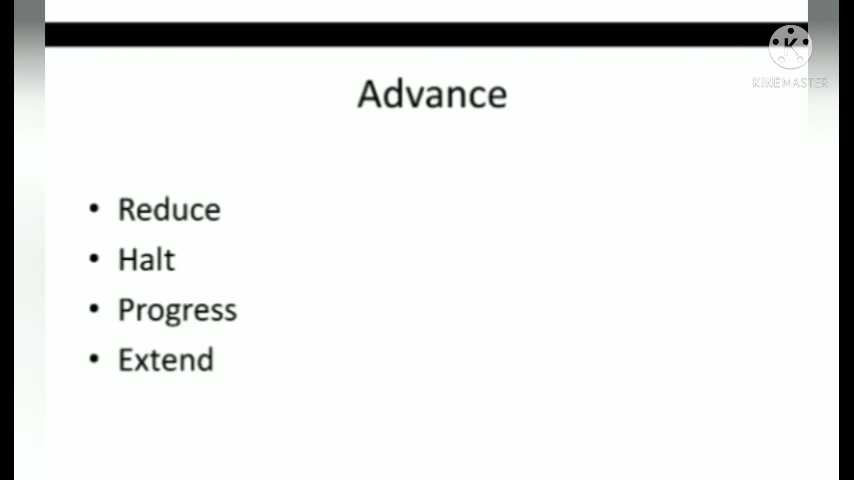 KINEMASTER
Advance
• Reduce
• Halt
• Progress
• Extend